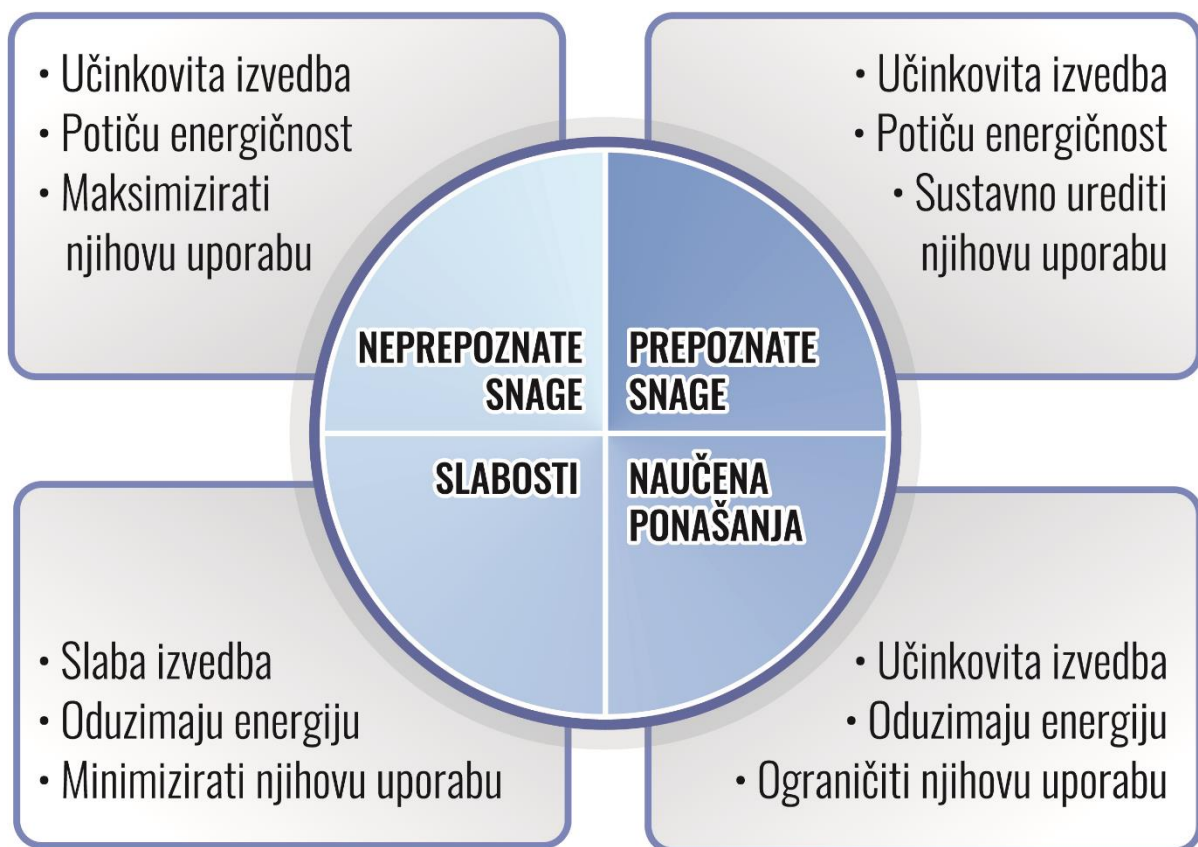 • Učinkovita izvedba
• Potiču energičnost
• Maksimizirati
njihovu uporabu
• Učinkovita izvedba
• Potiču energičnost
• Sustavno urediti
njihovu uporabu
NEPREPOZNATE
SNAGE
PREPOZNATE
SNAGE
SLABOSTI
NAUČENA
PONAŠANJA
• Slaba izvedba
• Oduzimaju energiju
• Minimizirati njihovu uporabu
• Učinkovita izvedba
• Oduzimaju energiju
• Ograničiti njihovu uporabu